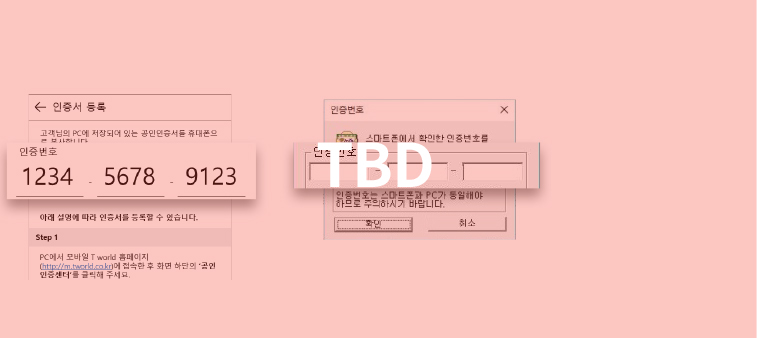 인증서 등록
고객님의 PC에 저장되어 있는 공인인증서를 휴대폰으
인증번호
1234 - 5678 - 9123
아래 설명에 따라 인증서를 등록할 수 있습니다.
Step 1
PC에서 모바일 T world 홈페이지
(http://m.tworld.co.kr)에 접속한 후 화면 하단의 '공인
인증센터'를 클릭해 주세요.
인증번호
스마트폰에서 확인한 인증번호를
인증번호
TBD
인증번호는 스마트폰과 PC가 동일해야
하므로 주의하시기 바랍니다.
확인
취소